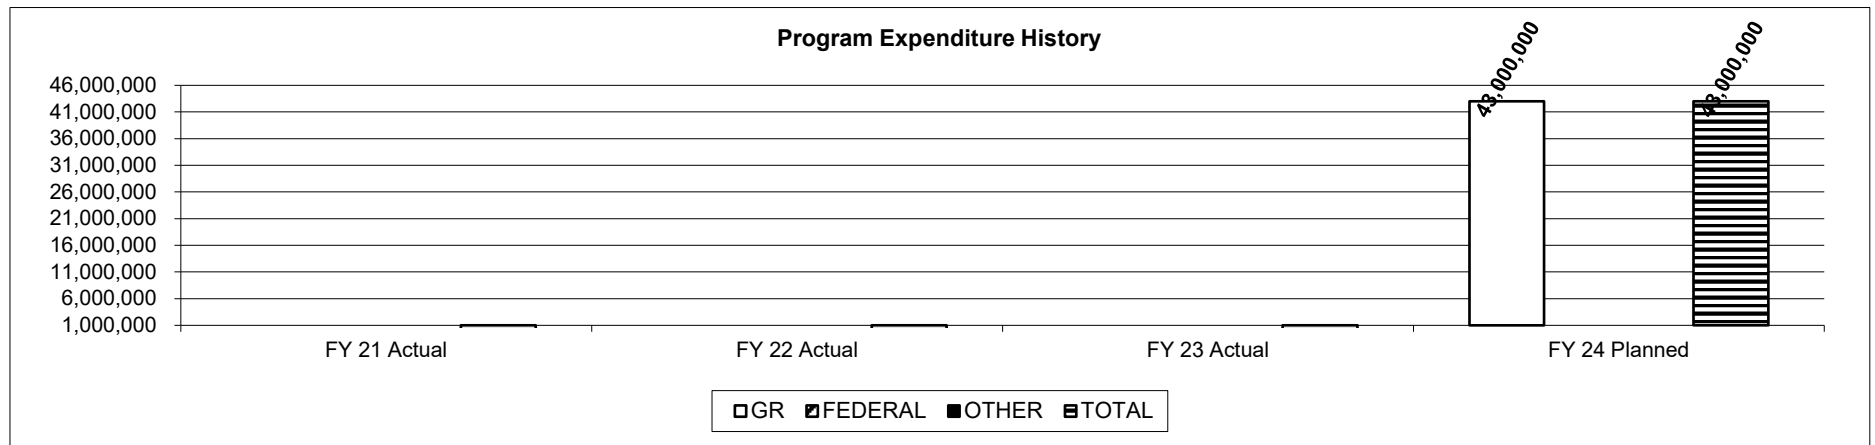 Program Expenditure History
43,000,000
43,000,000
46,000,000
41,000,000
36,000,000
31,000,000
26,000,000
21,000,000
16,000,000
11,000,000
6,000,000
1,000,000
FY 21 Actual
FY 22 Actual
FY 23 Actual
FY 24 Planned
GR FEDERAL OTHER TOTAL